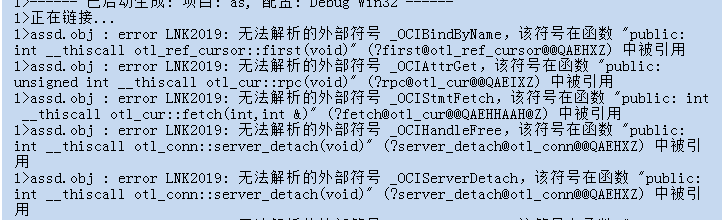 1>------ 已启动生成: 项目: as, 配置: Debug Win32 ------
1>正在链接...
1>assd.obj : error LNK2019: 无法解析的外部符号 _OCIBindByName，该符号在函数 "public:
int __thiscall otl_ref_cursor::first(void)" (?first@otl_ref_cursor@@QAEHXZ) 中被引用
1>assd.obj : error LNK2019: 无法解析的外部符号 _OCIAttrGet，该符号在函数 "public:
unsigned int __thiscall otl_cur::rpc(void)" (?rpc@otl_cur@@QAEIXZ) 中被引用
1>assd.obj : error LNK2019: 无法解析的外部符号 _OCIStmtFetch，该符号在函数 "public: int
__thiscall otl_cur::fetch(int,int &)" (?fetch@otl_cur@@QAEHHAAH@Z) 中被引用
1>assd.obj : error LNK2019: 无法解析的外部符号 _OCIHandleFree，该符号在函数 "public:
int __thiscall otl_conn::server_detach(void)" (?server_detach@otl_conn@@QAEHXZ) 中被引
用
1>assd.obj : error LNK2019: 无法解析的外部符号 _OCIServerDetach，该符号在函数 "public:
int __thiscall otl_conn::server_detach(void)" (?server_detach@otl_conn@@QAEHXZ) 中被引
用